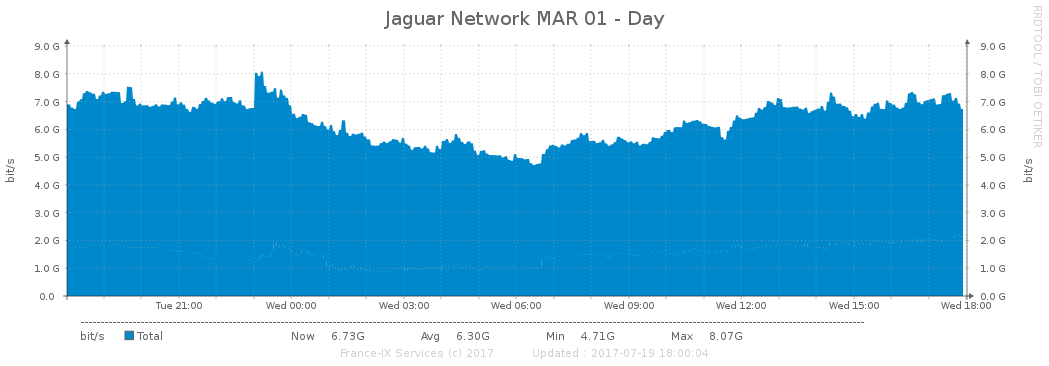 Jaguar Network MAR 01 - Day
RRDTOOL / TOBI OETIKER
bit/s
9.0 G
8.0 G
7.0 G
6.0 G
5.0 G
4.0 G
3.0 G
2.0 G
1.0 G
0.0
9.0 G
8.0 G
7.0 G
6.0 G
5.0 G
4.0 G
3.0 G
2.0 G
1.0 G
0.0 G
bit/s
Tue 21:00 Wed 00:00 Wed 03:00 Wed 06:00 Wed 09:00 Wed 12:00 Wed 15:00 Wed 18:00
bit/s Total Now 6.73G Avg 6.30G Min 4.71G Max 8.07G
France-IX Services (c) 2017 Updated : 2017-07-19 18:00:04